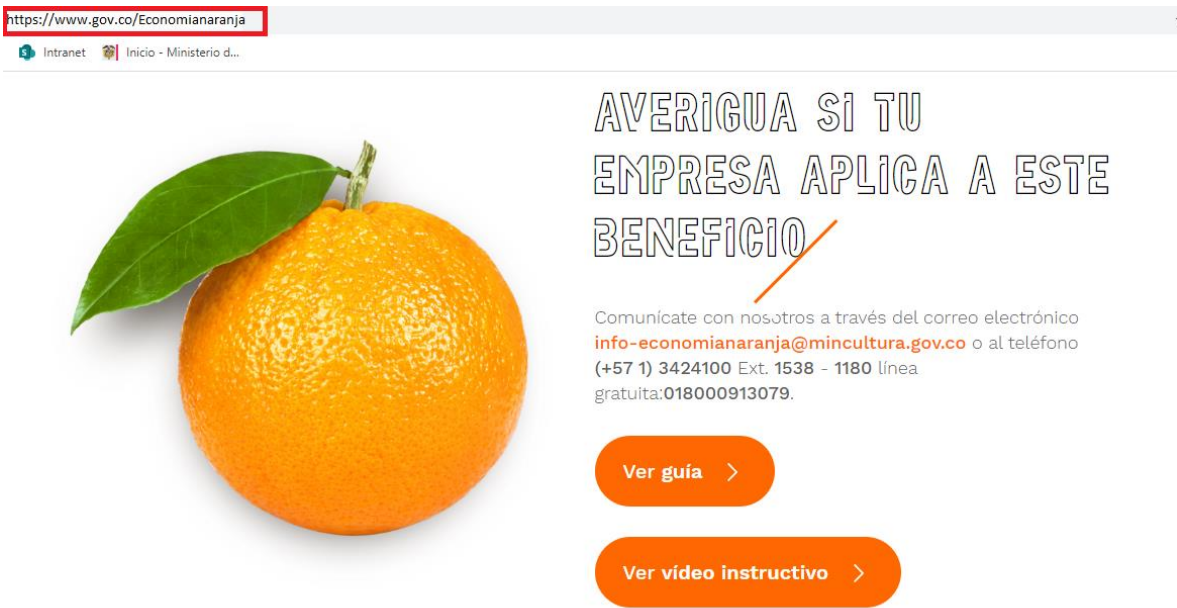 https://www.gov.co/Economianaranja
Intranet Inicio - Ministerio d...
AVERIGUA SI TU
EMPRESA APLICA A ESTE
BENEFICIO
Comunícate con nosotros a través del correo electrónico
info-economianaranja@mincultura.gov.co o al teléfono
(+57 1) 3424100 Ext. 1538 - 1180 línea
gratuita:018000913079.
Ver guía >
Ver vídeo instructivo >